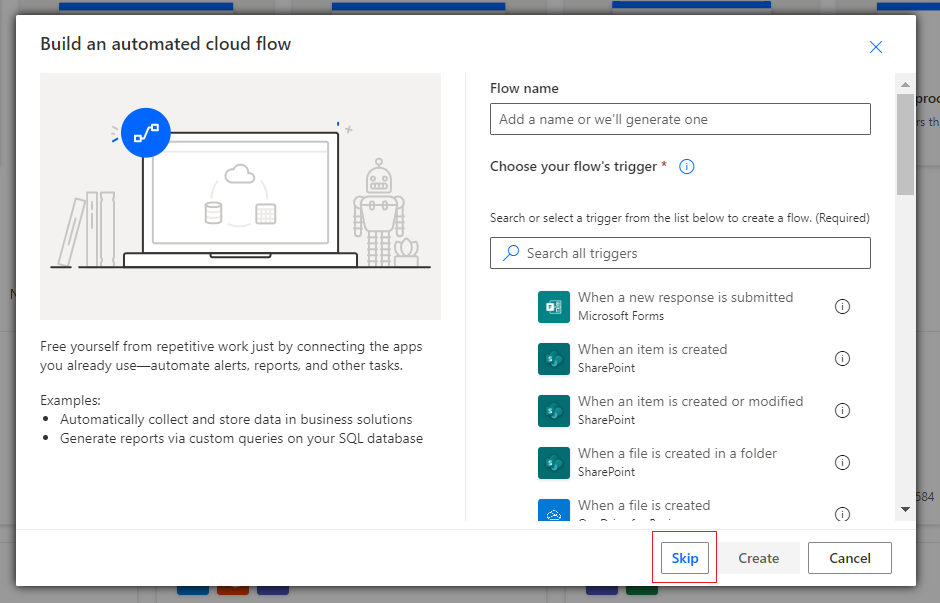 Build an automated cloud flow
Free yourself from repetitive work just by connecting the apps
you already use—automate alerts, reports, and other tasks.
Examples:
• Automatically collect and store data in business solutions
• Generate reports via custom queries on your SQL database
Flow name
Add a name or we'll generate one
Choose your flow's trigger *
Search or select a trigger from the list below to create a flow. (Required)
Search all triggers
When a new response is submitted
Microsoft Forms
When an item is created
SharePoint
When an item is created or modified
SharePoint
When a file is created in a folder
SharePoint
When a file is created
Skip
Create
Cancel
584